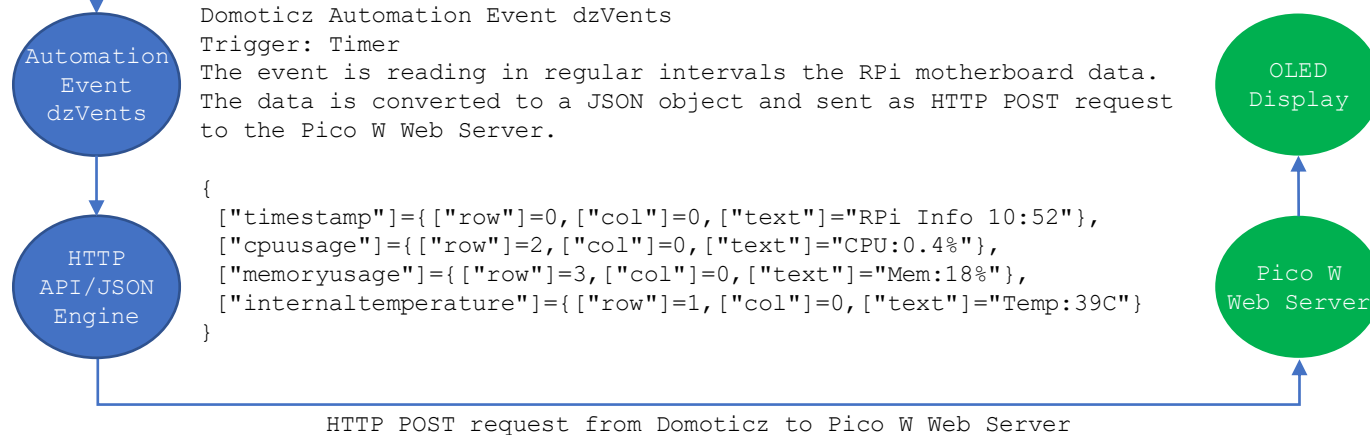 Domoticz Automation Event dzVents
Trigger: Timer
The event is reading in regular intervals the RPi motherboard data.
The data is converted to a JSON object and sent as HTTP POST request
to the Pico W Web Server.
Automation
Event
dzVents
OLED
Display
{
["timestamp"]={["row"]=0,["col"]=0,["text"]="RPi Info 10:52"},
["cpuusage"]={["row"]=2,["col"]=0,["text"]="CPU:0.4%"},
["memoryusage"]={["row"]=3,["col"]=0,["text"]="Mem:18%"},
["internaltemperature"]={["row"]=1,["col"]=0,["text"]="Temp:39C"}
}
HTTP
API/JSON
Engine
Pico W
Web Server
HTTP POST request from Domoticz to Pico W Web Server